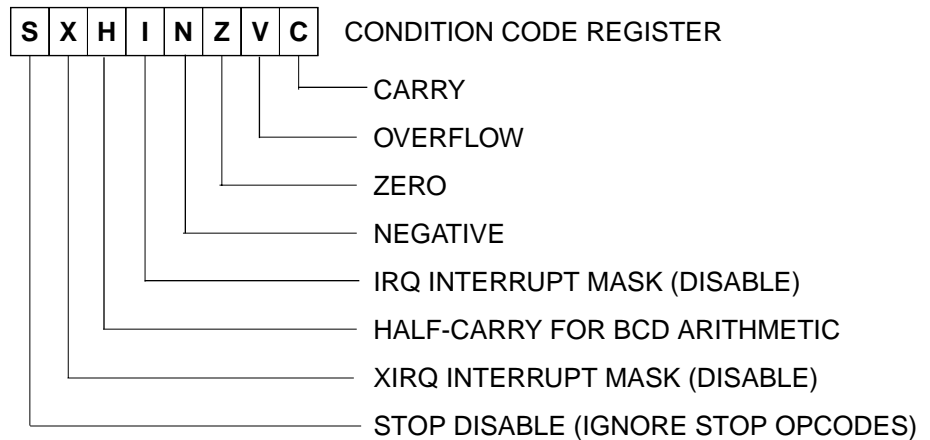 S X H I N Z V C CONDITION CODE REGISTER
CARRY
OVERFLOW
ZERO
NEGATIVE
IRQ INTERRUPT MASK (DISABLE)
HALF-CARRY FOR BCD ARITHMETIC
XIRQ INTERRUPT MASK (DISABLE)
STOP DISABLE (IGNORE STOP OPCODES)